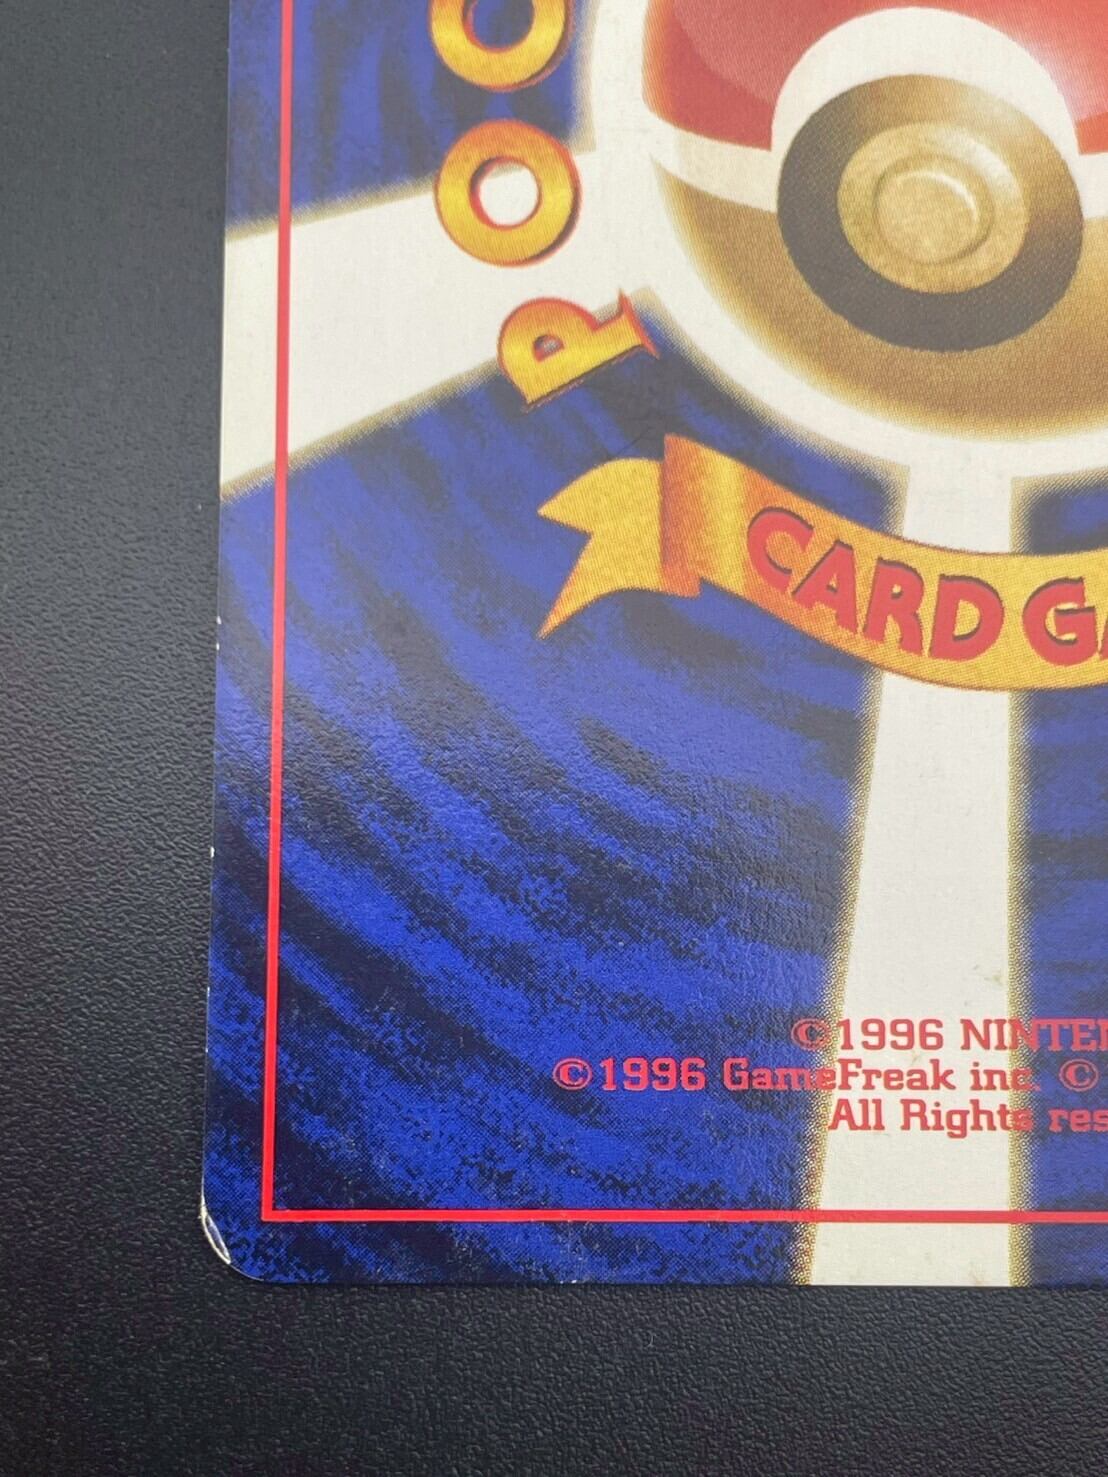 POC
CARD GA
©1996 NINTEN
©1996 GameFreak inc. ©
All Rights res